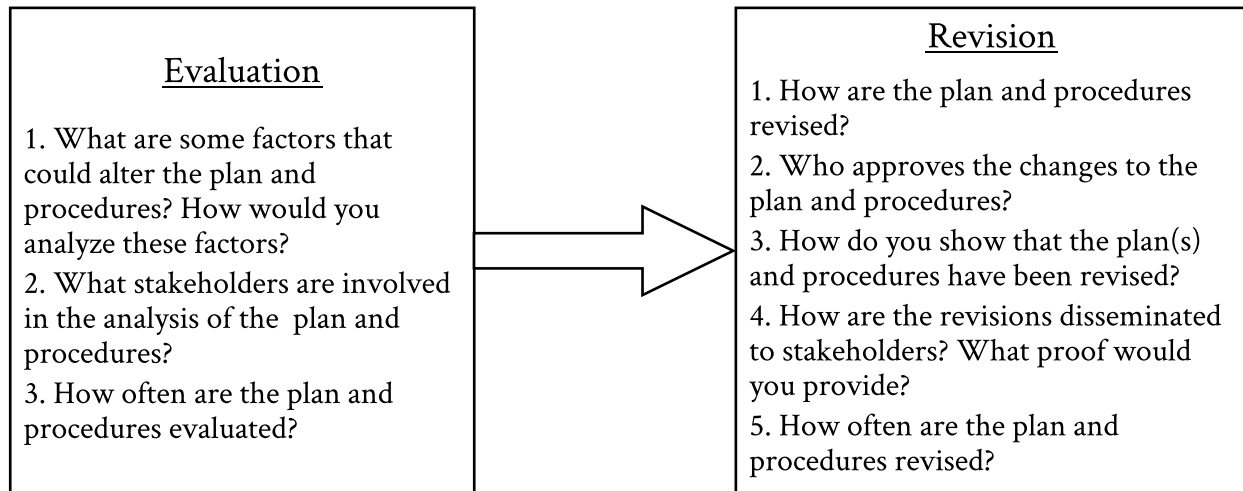 Evaluation
1. What are some factors that
could alter the plan and
procedures? How would you
analyze these factors?
2. What stakeholders are involved
in the analysis of the  plan and
procedures?
3. How often are the plan and
procedures evaluated?
Revision
1. How are the plan and procedures
revised?
2. Who approves the changes to the
plan and procedures?
3. How do you show that the plan(s)
and procedures have been revised?
4. How are the revisions disseminated
to stakeholders? What proof would
you provide?
5. How often are the plan and
procedures revised?